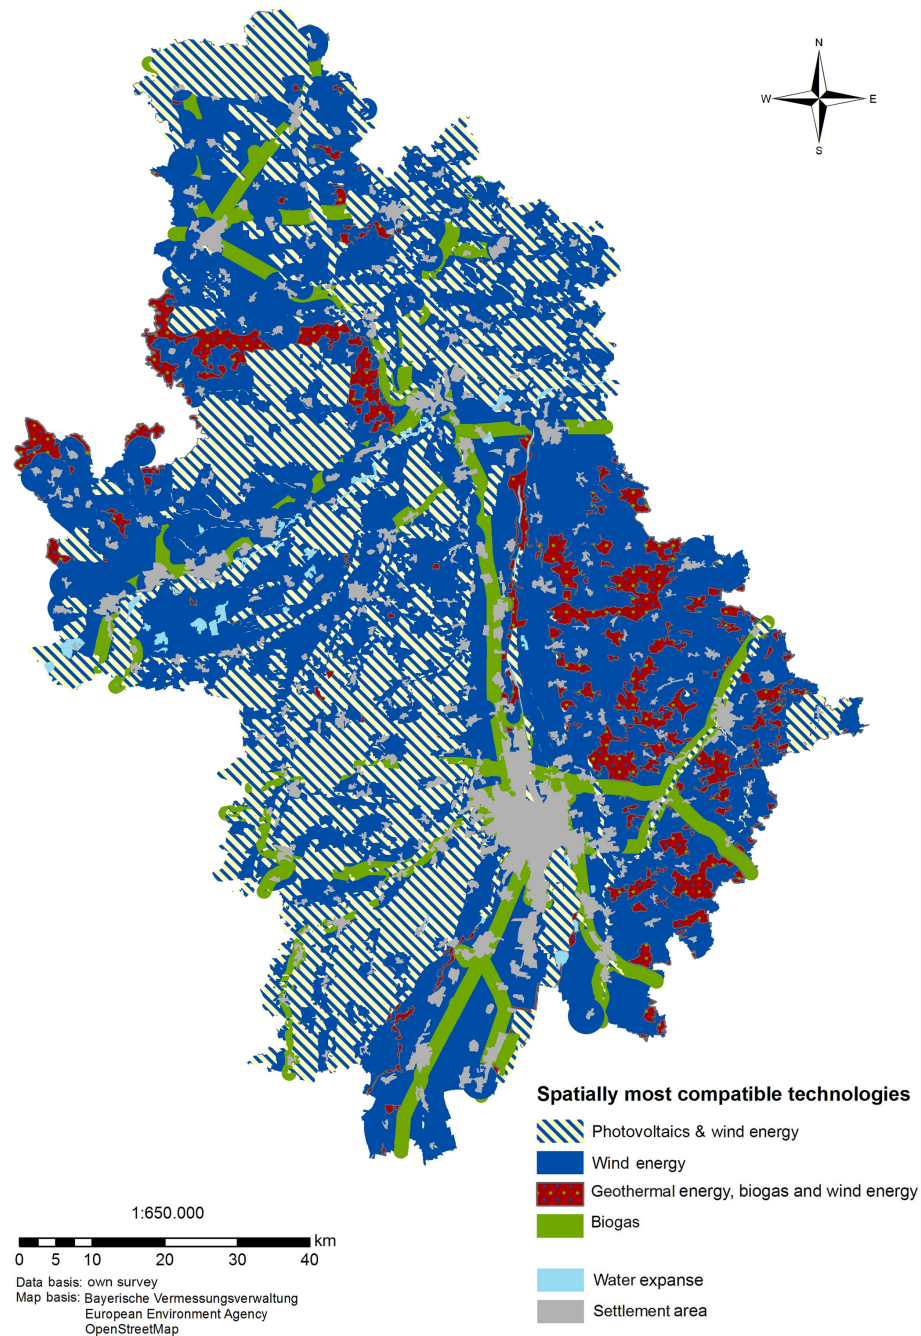 N
W E
S
Spatially most compatible technologies
Photovoltaics & wind energy
Wind energy
Geothermal energy, biogas and wind energy
Biogas
Water expanse
Settlement area
1:650.000
km
0 5 10 20 30 40
Data basis: own survey
Map basis: Bayerische Vermessungsverwaltung
European Environment Agency
OpenStreetMap